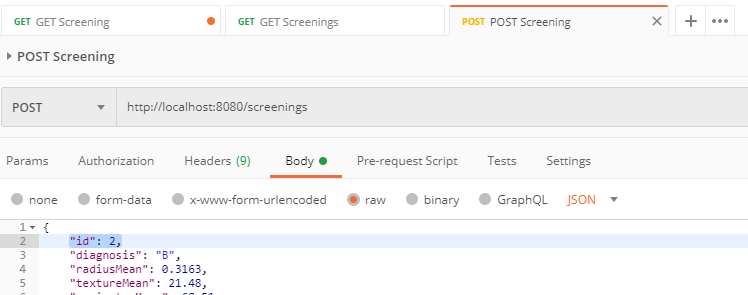 GET GET Screening
GET GET Screenings
POST POST Screening
POST Screening
POST http://localhost:8080/screenings
Params Authorization Headers (9) Body Pre-request Script Tests Settings
none form-data x-www-form-urlencoded raw binary GraphQL JSON
1 {
2 "id": 2,
3 "diagnosis": "B",
4 "radiusMean": 0.3163,
5 "textureMean": 21.48,